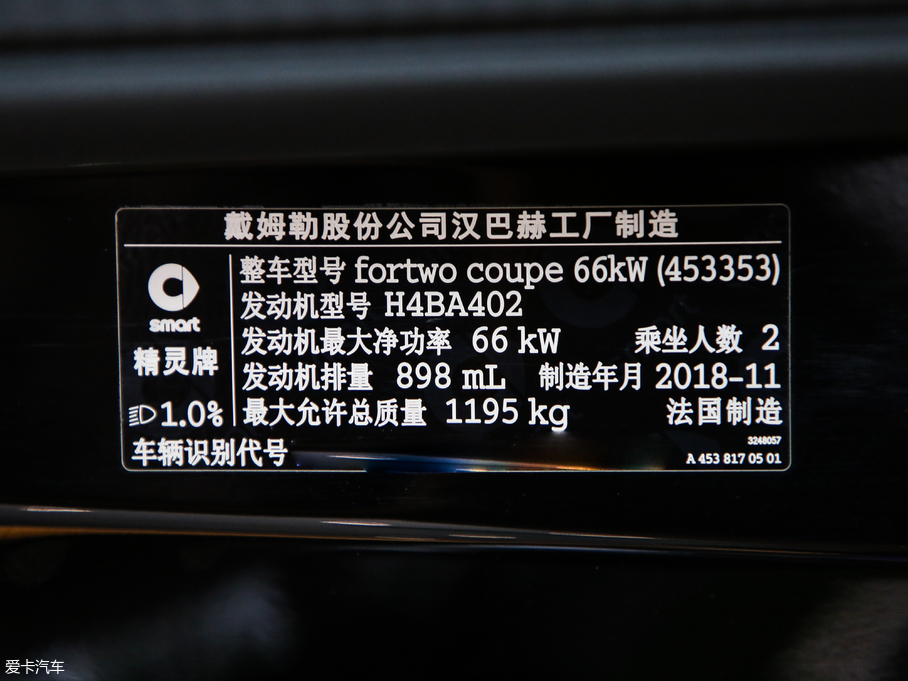 戴姆勒股份公司汉巴赫工厂制造
smart
精灵牌
1.0%
整车型号 fortwo coupe 66kW (453353)
发动机型号 H4BA402
发动机最大净功率 66 kW 乘坐人数 2
发动机排量 898 mL 制造年月 2018-11
最大允许总质量 1195 kg 法国制造
车辆识别代号
3248057
A 453 817 05 01
爱卡汽车